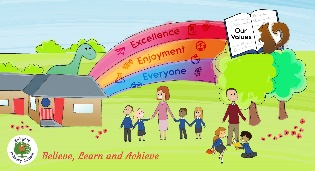 Excellence
Enjoyment
Everyone
Our
Values
Believe, Learn and Achieve